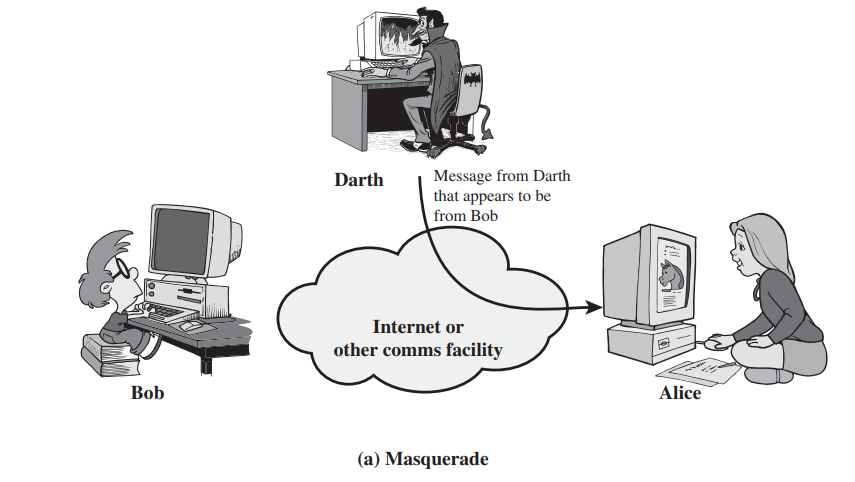 Darth
Message from Darth
that appears to be
from Bob
Internet or
other comms facility
Bob
Alice
(a) Masquerade